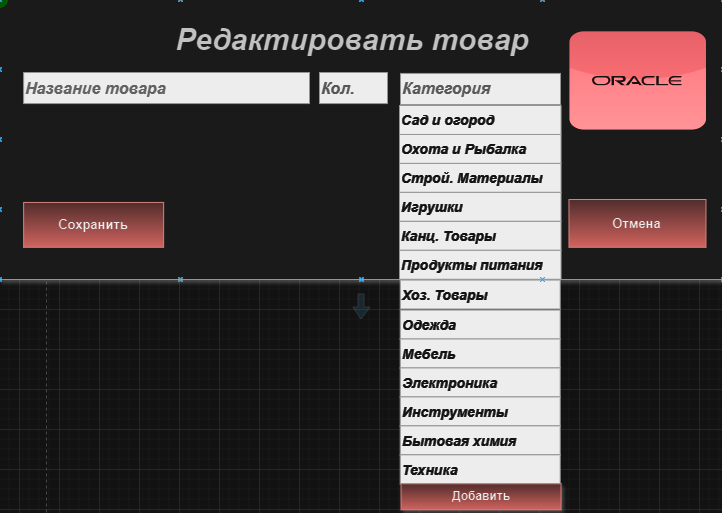 Редактировать товар
ORACLE
Название товара
Кол.
Категория
Сад и огород
Охота и Рыбалка
Строй. Материалы
Игрушки
Канц. Товары
Продукты питания
Хоз. Товары
Одежда
Мебель
Электроника
Инструменты
Бытовая химия
Техника
Добавить
Сохранить
Отмена